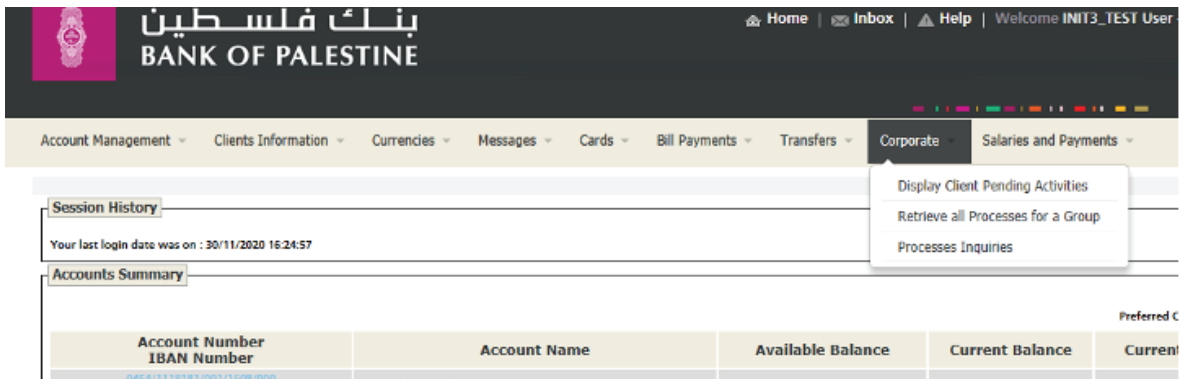 بنك فلسطين
Home | Inbox | Help | Welcome INIT3_TEST User
BANK OF PALESTINE
Account Management Clients Information Currencies Messages Cards Bill Payments Transfers Corporate Salaries and Payments
Display Client Pending Activities
Retrieve all Processes for a Group
Processes Inquiries
Session History
Your last login date was on : 30/11/2020 16:24:57
Accounts Summary
Preferred C
Account Number
IBAN Number
Account Name
Available Balance
Current Balance
Current